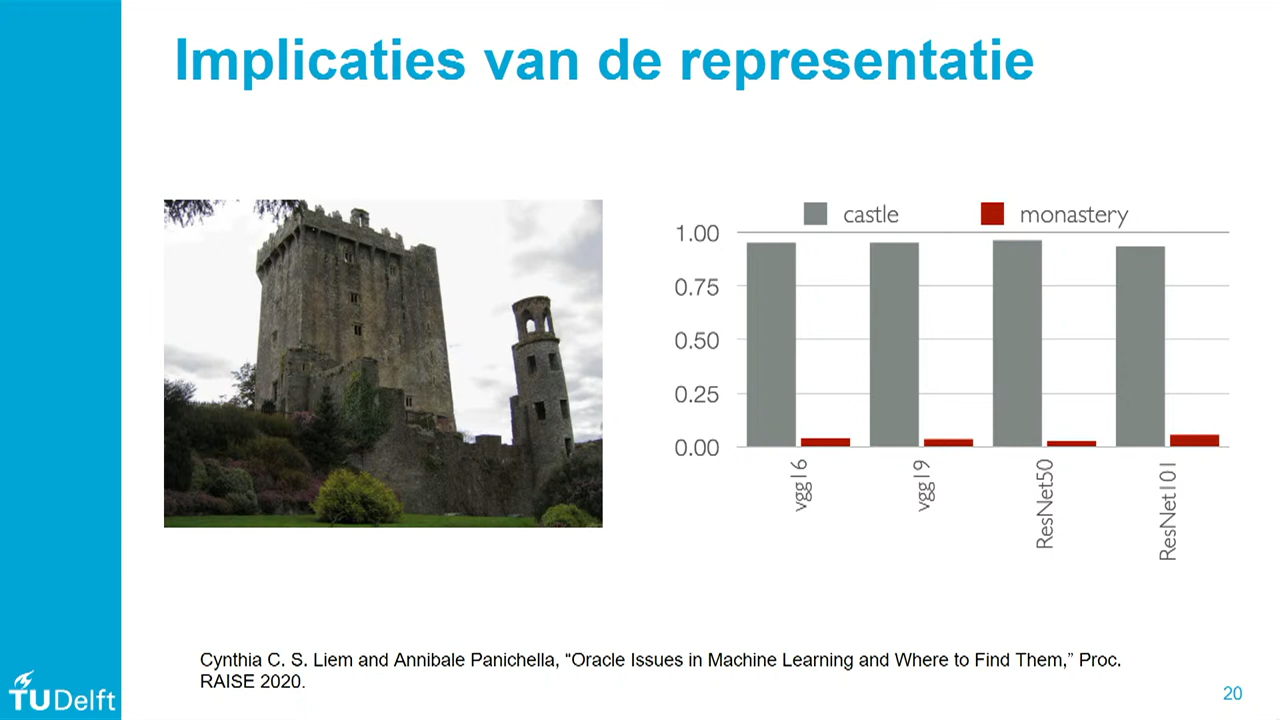 Implicaties van de representatie
castle
monastery
1.00
0.75
0.50
0.25
0.00
vgg16
vgg19
ResNet50
ResNet101
Cynthia C. S. Liem and Annibale Panichella, “Oracle Issues in Machine Learning and Where to Find Them,” Proc.
RAISE 2020.
TUDelft
20